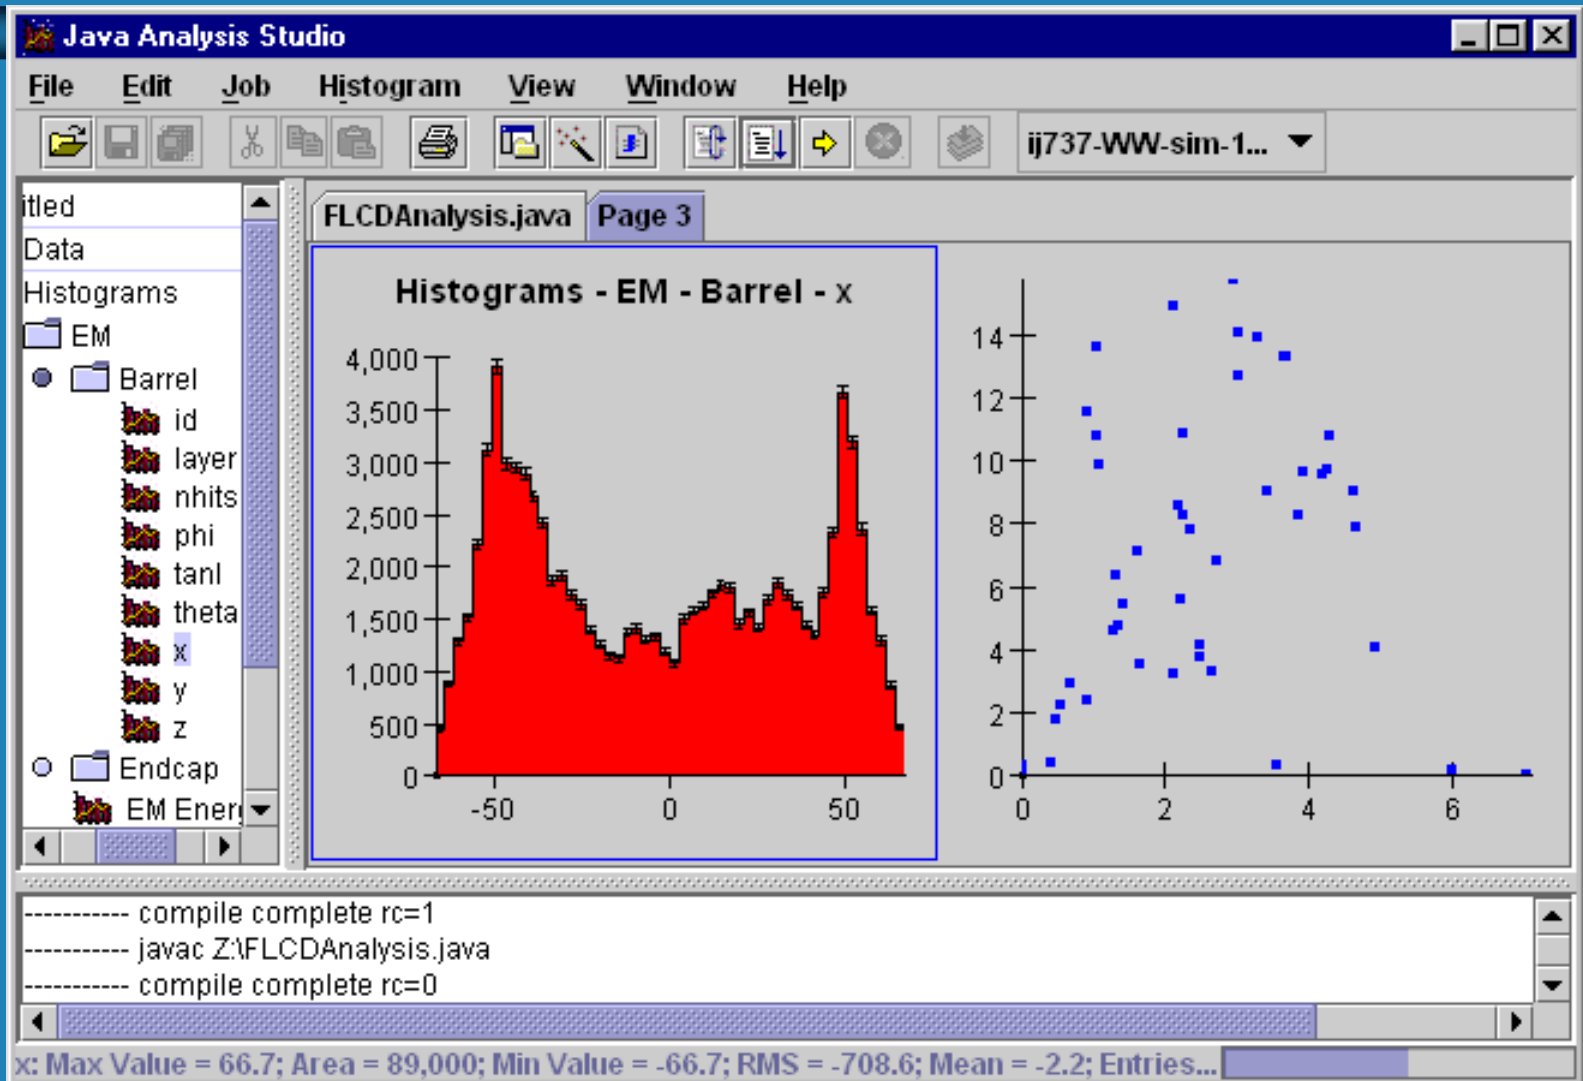 Java Analysis Studio
File Edit Job Histogram View Window Help
ij737-WW-sim-1...
itled
Data
Histograms
EM
Barrel
id
layer
nhits
phi
tanl
theta
x
y
z
Endcap
EM Ener
FLCDAnalysis.java Page 3
Histograms - EM - Barrel - x
4,000
3,500
3,000
2,500
2,000
1,500
1,000
500
0
-50 0 50
14
12
10
8
6
4
2
0
0 2 4 6
----------- compile complete rc=1
----------- javac Z:\FLCDAnalysis.java
----------- compile complete rc=0
x: Max Value = 66.7; Area = 89,000; Min Value = -66.7; RMS = -708.6; Mean = -2.2; Entries...